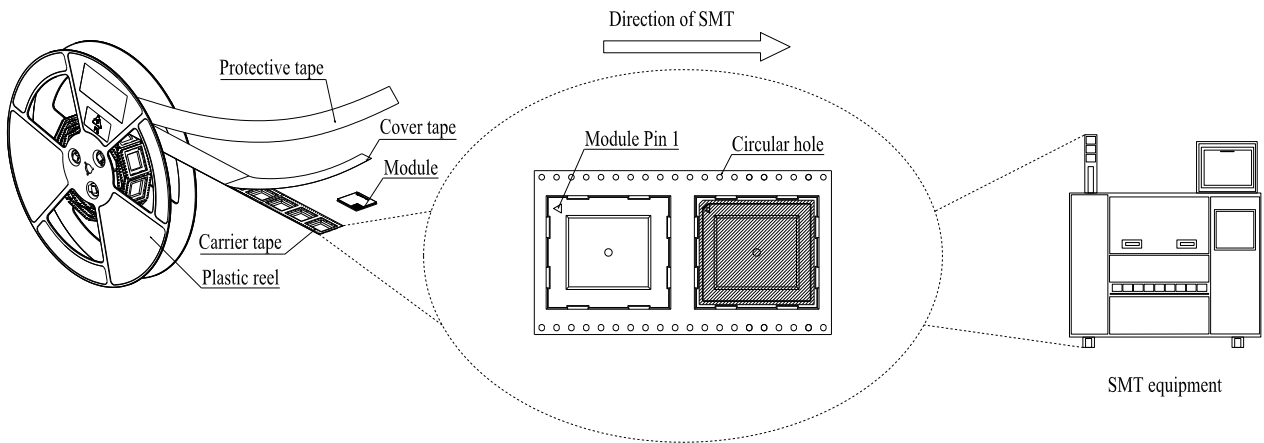 Direction of SMT
Protective tape
Cover tape
Module
Module Pin 1
Circular hole
Carrier tape
Plastic reel
SMT equipment